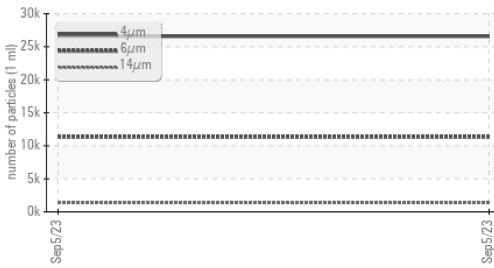 30k
4μm
25k
6μm
14μm
20k
15k
10k
5k
0k
number of particles (1 ml)
Sep5/23
Sep5/23